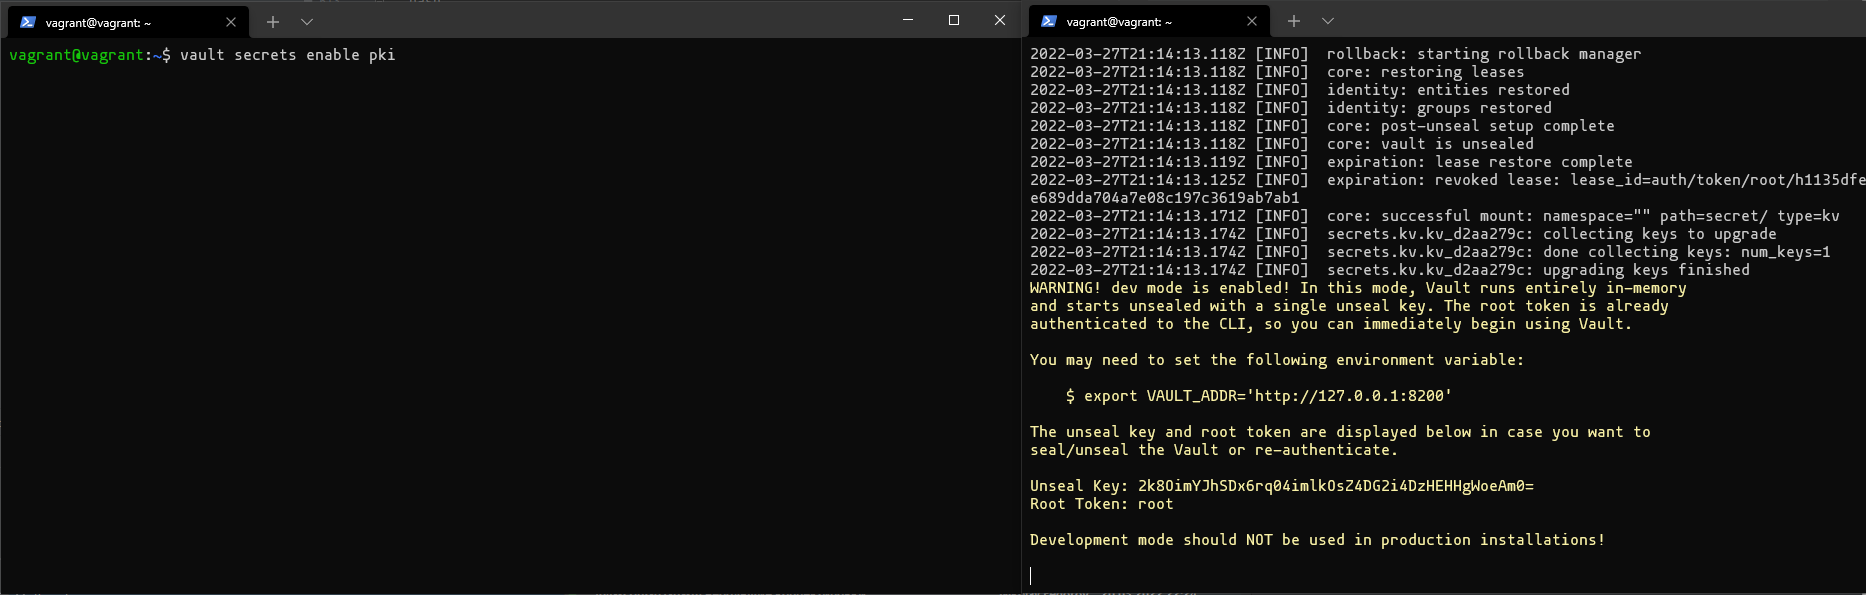 vagrant@vagrant: ~
vagrant@vagrant:~$ vault secrets enable pki
vagrant@vagrant: ~
2022-03-27T21:14:13.118Z [INFO]  rollback: starting rollback manager
2022-03-27T21:14:13.118Z [INFO]  core: restoring leases
2022-03-27T21:14:13.118Z [INFO]  identity: entities restored
2022-03-27T21:14:13.118Z [INFO]  identity: groups restored
2022-03-27T21:14:13.118Z [INFO]  core: post-unseal setup complete
2022-03-27T21:14:13.118Z [INFO]  core: vault is unsealed
2022-03-27T21:14:13.119Z [INFO]  expiration: lease restore complete
2022-03-27T21:14:13.125Z [INFO]  expiration: revoked lease: lease_id=auth/token/root/h1135dfe
e689dda704a7e08c197c3619ab7ab1
2022-03-27T21:14:13.171Z [INFO]  core: successful mount: namespace="" path=secret/ type=kv
2022-03-27T21:14:13.174Z [INFO]  secrets.kv.kv_d2aa279c: collecting keys to upgrade
2022-03-27T21:14:13.174Z [INFO]  secrets.kv.kv_d2aa279c: done collecting keys: num_keys=1
2022-03-27T21:14:13.174Z [INFO]  secrets.kv.kv_d2aa279c: upgrading keys finished
WARNING! dev mode is enabled! In this mode, Vault runs entirely in-memory
and starts unsealed with a single unseal key. The root token is already
authenticated to the CLI, so you can immediately begin using Vault.
You may need to set the following environment variable:
$ export VAULT_ADDR='http://127.0.0.1:8200'
The unseal key and root token are displayed below in case you want to
seal/unseal the Vault or re-authenticate.
Unseal Key: 2k8OimYJhSDx6rq04imlkOsZ4DG2i4DzHEHHgWoeAm0=
Root Token: root
Development mode should NOT be used in production installations!